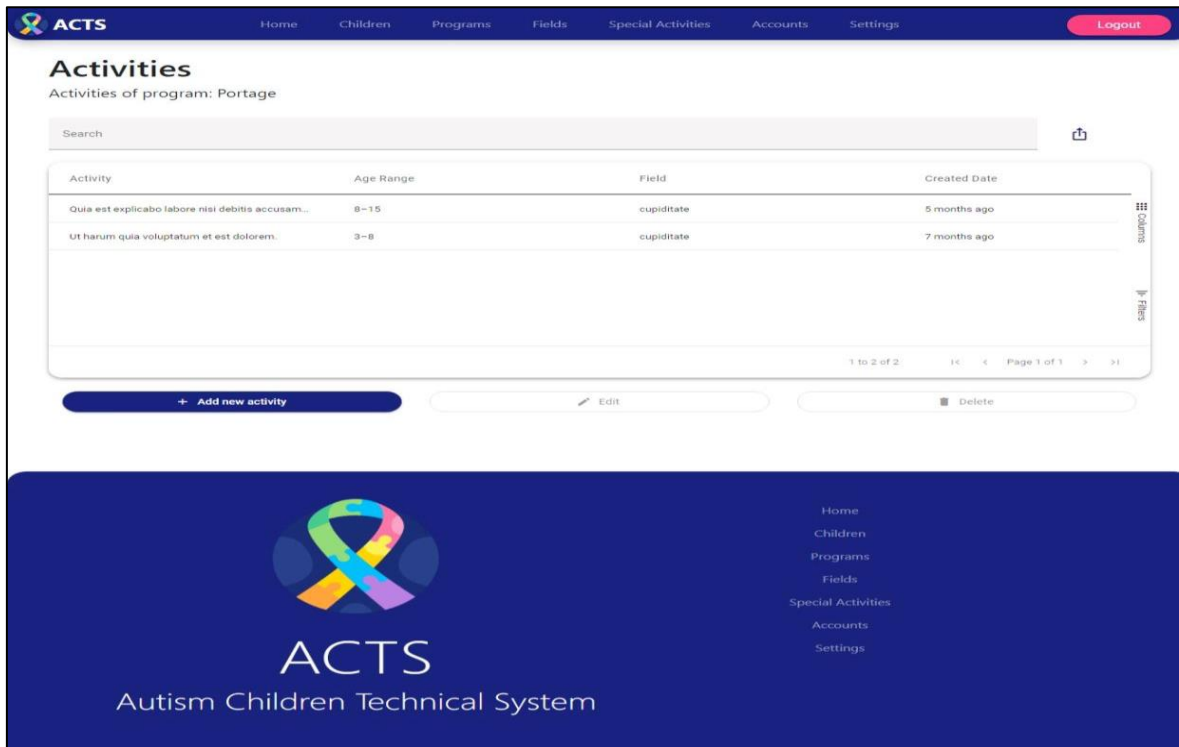 ACTS Home Children Programs Fields Special Activities Accounts Settings Logout
Activities
Activities of program: Portage
Search
Activity Age Range Field Created Date
Quia est explicabo labore nisi debitis accusam... 8-15 cupiditate 5 months ago
Ut harum quia voluptatum et est dolorem. 3-8 cupiditate 7 months ago
Columns
Filters
1 to 2 of 2 Page 1 of 1
+ Add new activity Edit Delete
Home
Children
Programs
Fields
Special Activities
Accounts
Settings
ACTS
Autism Children Technical System